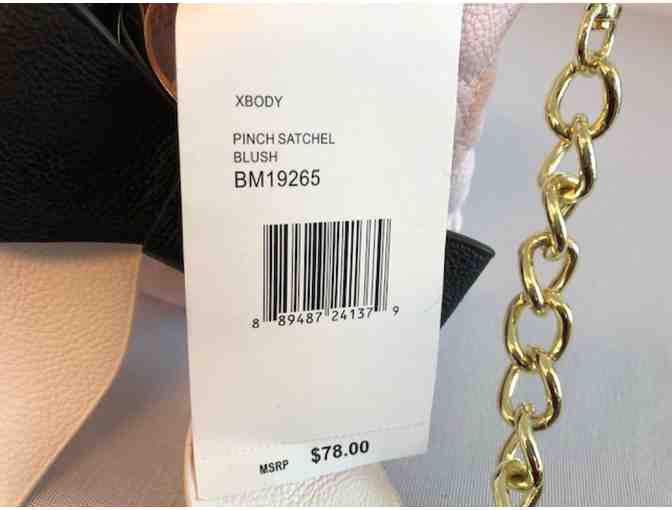 XBODY
PINCH SATCHEL
BLUSH
BM19265
8 89487 24137 9
MSRP $78.00